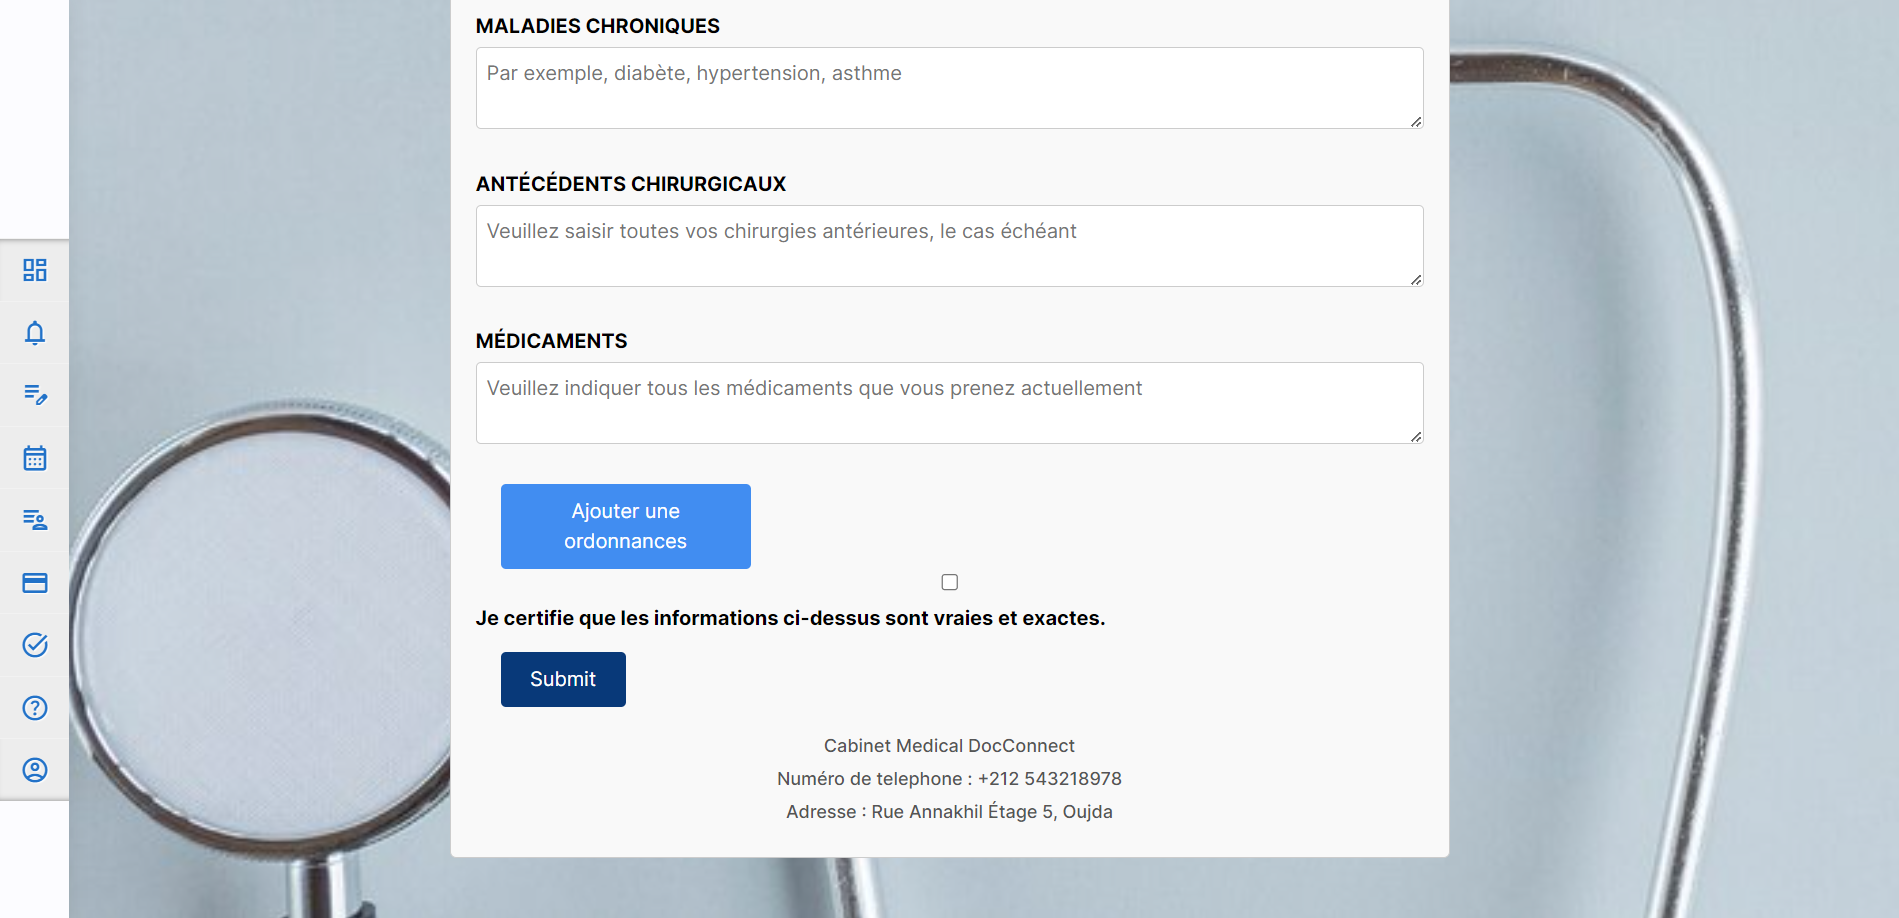 MALADIES CHRONIQUES
Par exemple, diabète, hypertension, asthme
ANTÉCÉDENTS CHIRURGICAUX
Veuillez saisir toutes vos chirurgies antérieures, le cas échéant
MÉDICAMENTS
Veuillez indiquer tous les médicaments que vous prenez actuellement
Ajouter une
ordonnances
Je certifie que les informations ci-dessus sont vraies et exactes.
Submit
Cabinet Medical DocConnect
Numéro de telephone : +212 543218978
Adresse : Rue Annakhil Étage 5, Oujda